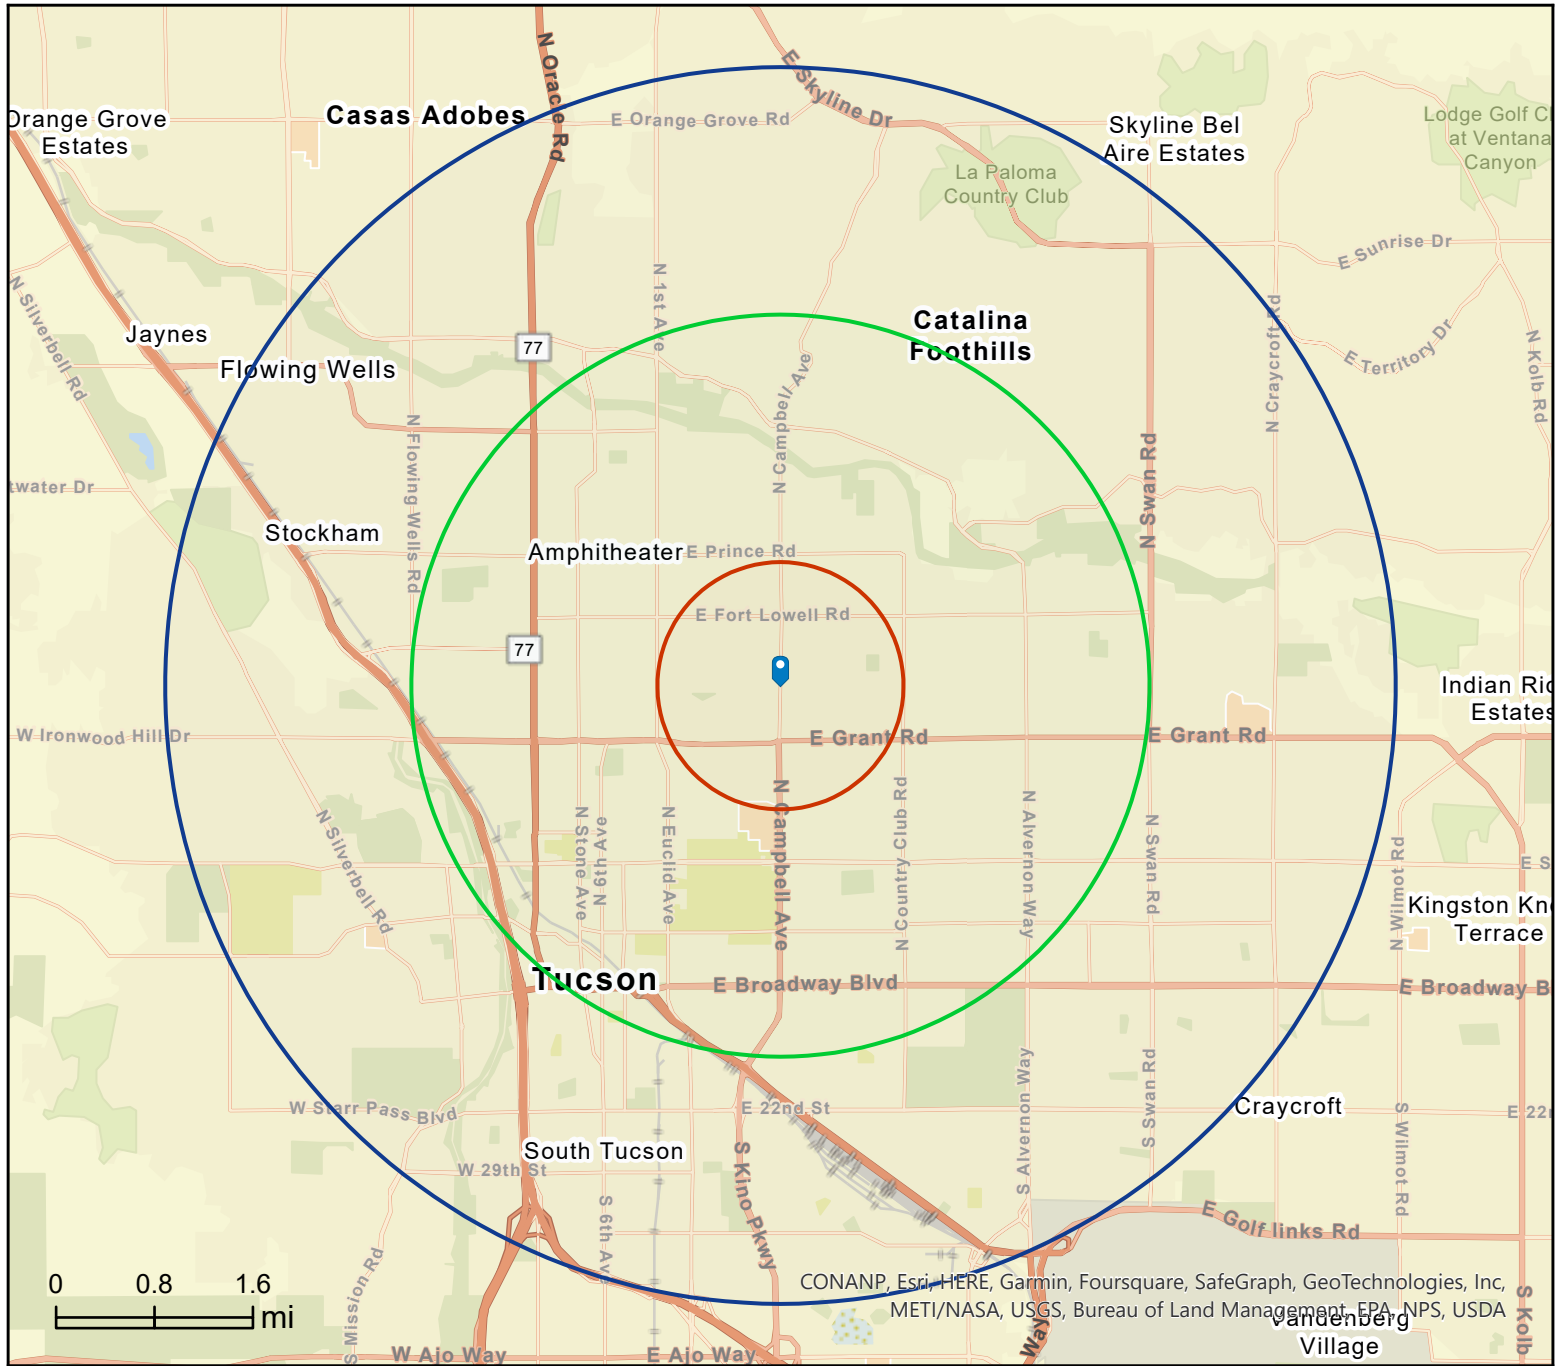 N Oracle Rd
E Skyline Dr
Orange Grove
Estates
Casas Adobes
E Orange Grove Rd
Skyline Bel
Aire Estates
Lodge Golf Cl
at Ventana
Canyon
La Paloma
Country Club
E Sunrise Dr
N Silverbell Rd
N 1st Ave
N Craycroft Rd
Jaynes
77
Catalina
Foothills
E Territory Dr
N Kolb Rd
Flowing Wells
N Campbell Ave
N Flowing Wells Rd
N Swan Rd
twater Dr
Stockham
Amphitheater
E Prince Rd
E Fort Lowell Rd
77
Indian Rid
Estates
W Ironwood Hill Dr
E Grant Rd
E Grant Rd
N Silverbell Rd
N Stone Ave
N 6th Ave
N Euclid Ave
N Campbell Ave
N Country Club Rd
N Alvernon Way
N Swan Rd
N Wilmot Rd
E S
Kingston Kno
Terrace
Tucson
E Broadway Blvd
E Broadway B
W Starr Pass Blvd
E 22nd St
S Alvernon Way
S Swan Rd
Craycroft
S Wilmot Rd
E 22n
South Tucson
W 29th St
S 6th Ave
S Kino Pkwy
E Golf links Rd
S Mission Rd
0 0.8 1.6
mi
CONANP, Esri, HERE, Garmin, Foursquare, SafeGraph, GeoTechnologies, Inc,
METI/NASA, USGS, Bureau of Land Management, EPA, NPS, USDA
Vandenberg
Village
Way
S Kolb
W Ajo Way
E Ajo Way